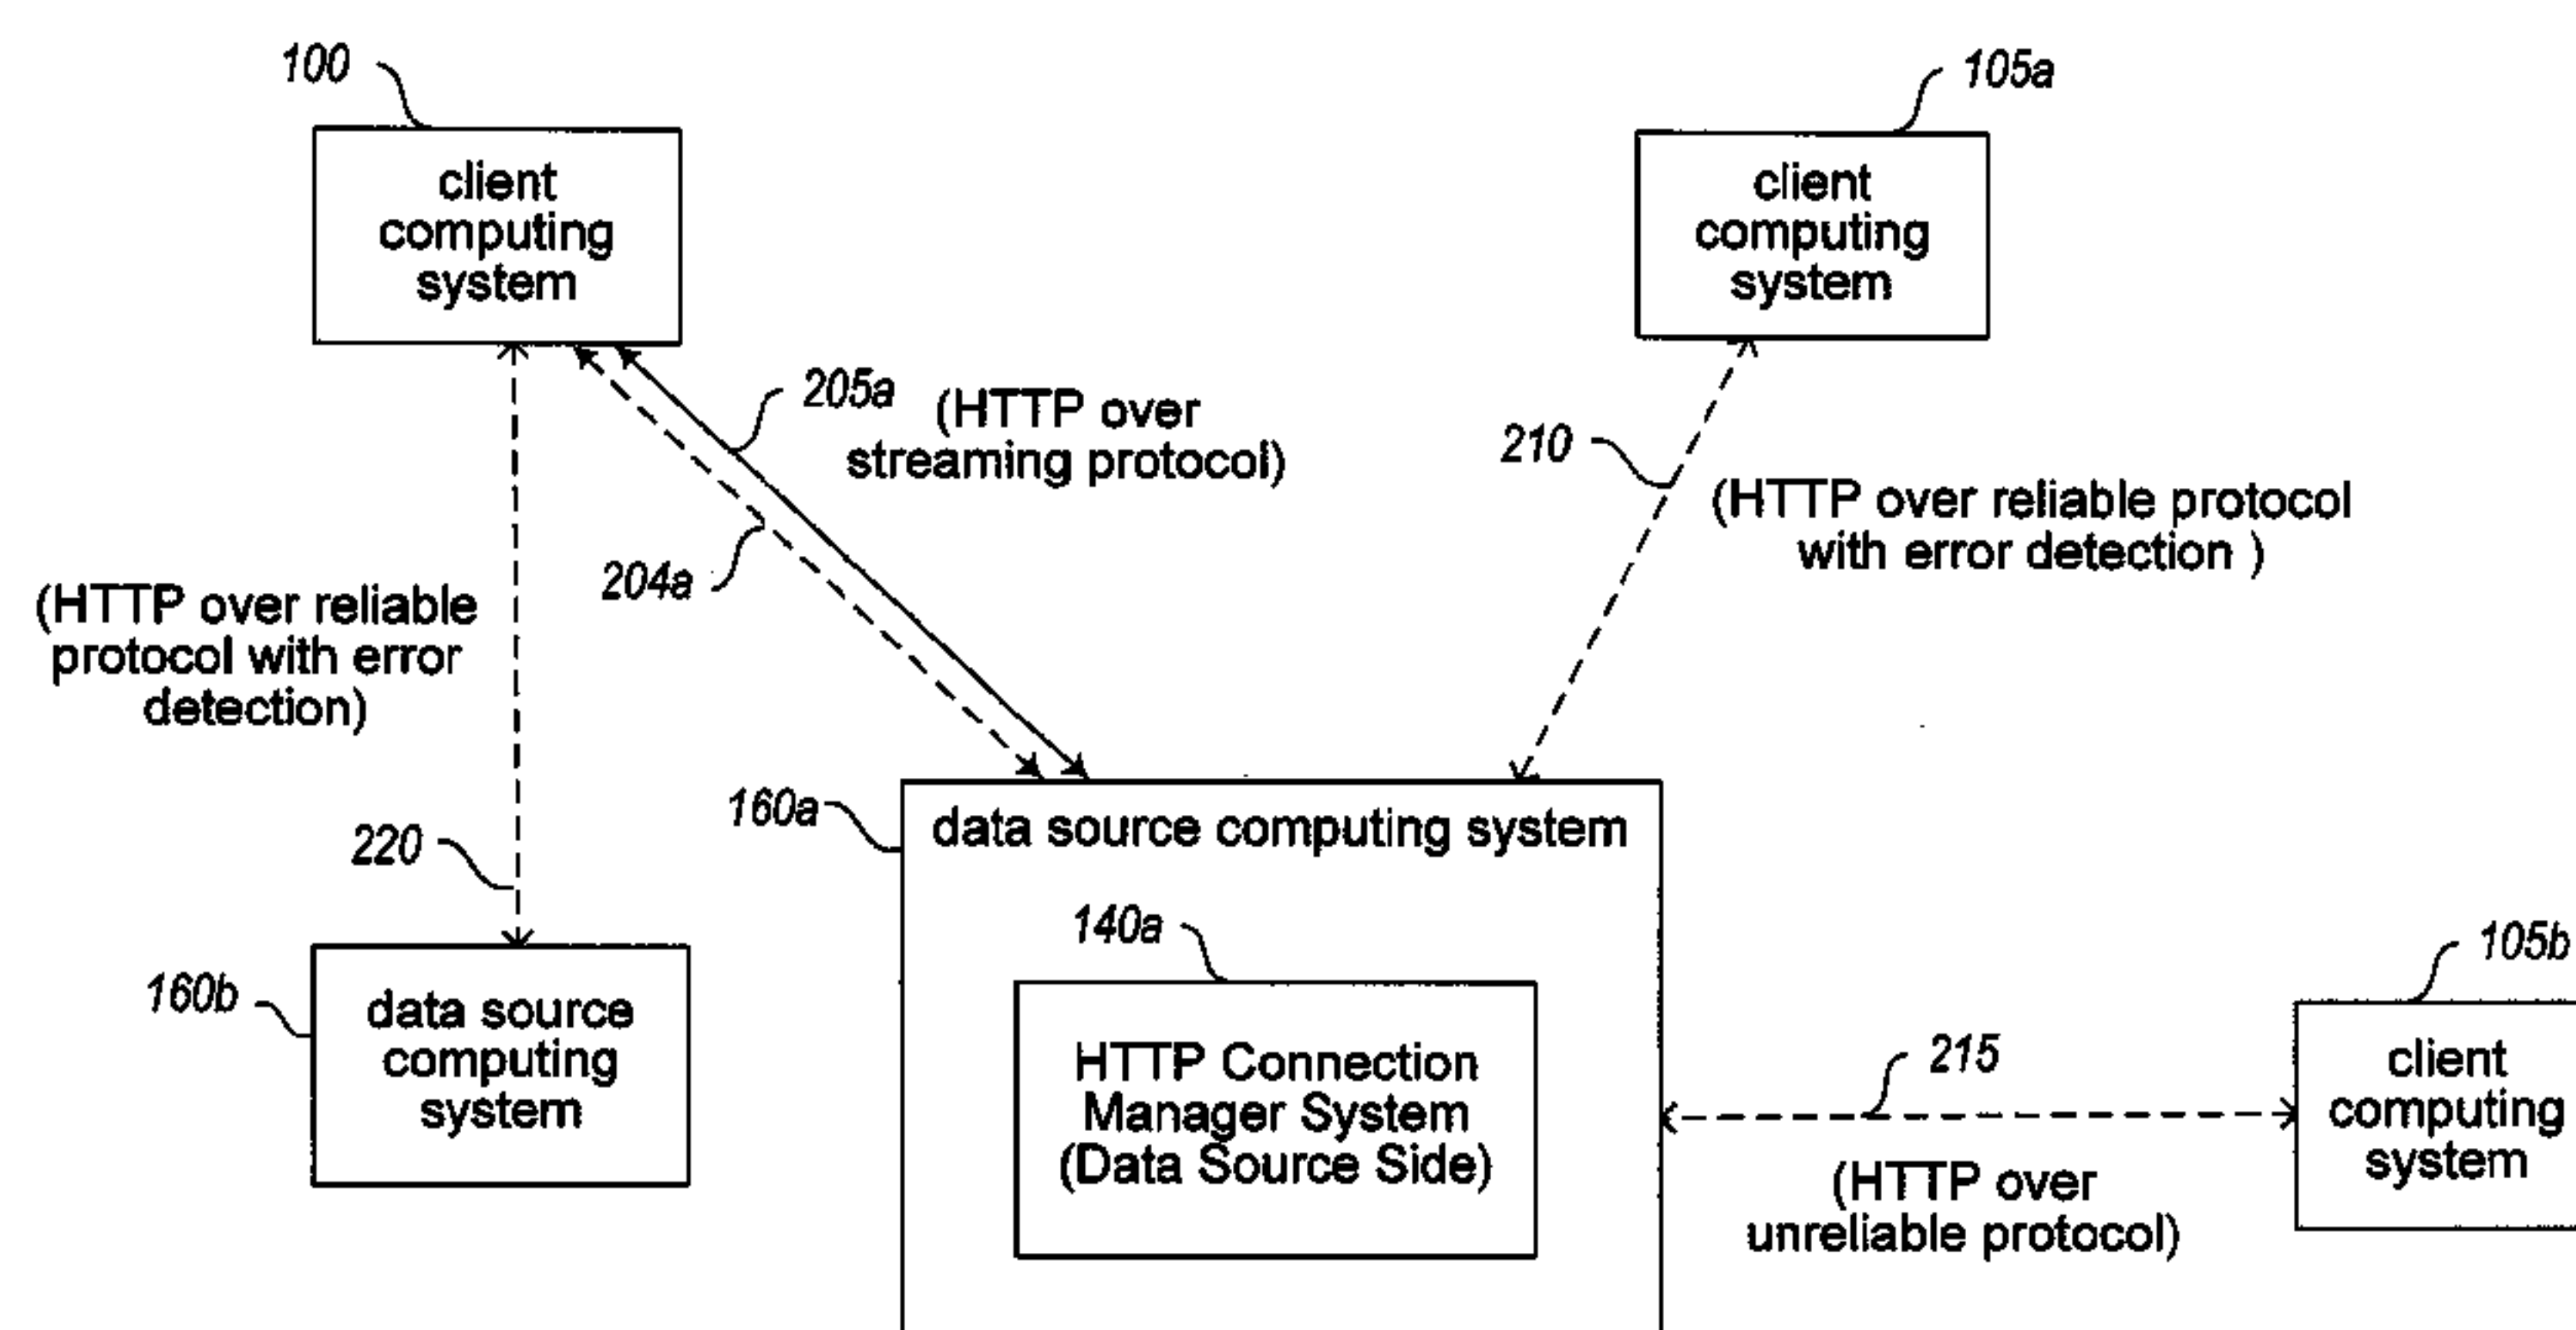 100
105a
client
computing
system
client
computing
system
205a
(HTTP over
streaming protocol)
210
(HTTP over reliable protocol
with error detection )
204a
(HTTP over reliable
protocol with error
detection)
160a
data source computing system
220
140a
105b
160b
data source
computing
system
HTTP Connection
Manager System
(Data Source Side)
215
client
computing
system
(HTTP over
unreliable protocol)